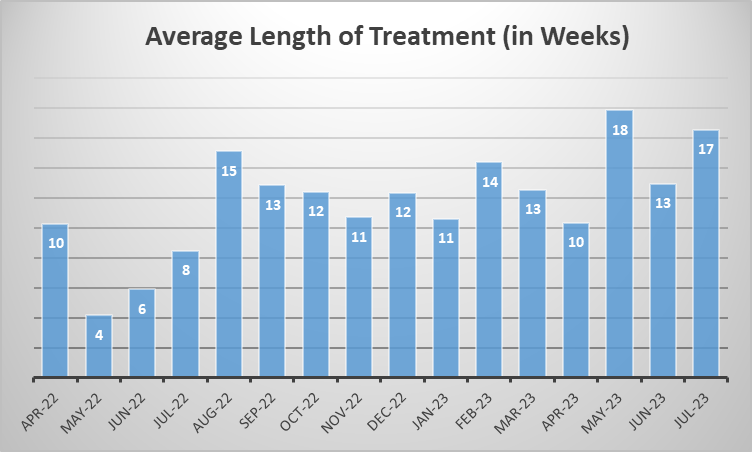 Average Length of Treatment (in Weeks)
10
4
6
8
15
13
12
11
12
11
14
13
10
18
13
17
APR-22
MAY-22
JUN-22
JUL-22
AUG-22
SEP-22
OCT-22
NOV-22
DEC-22
JAN-23
FEB-23
MAR-23
APR-23
MAY-23
JUN-23
JUL-23